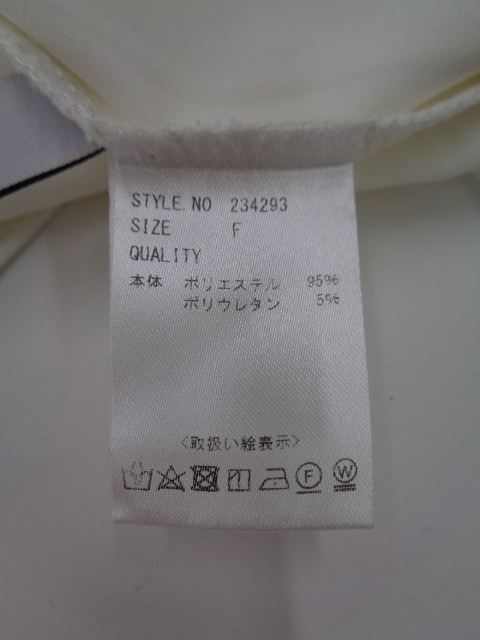 STYLE.NO 234293
SIZE F
QUALITY
本体 ポリエステル 95%
ポリウレタン 5%
〈取扱い絵表示〉
F W